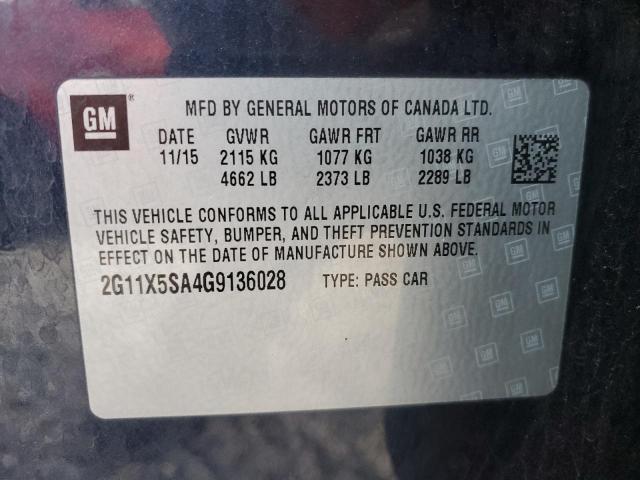 GM ®
MFD BY GENERAL MOTORS OF CANADA LTD.
DATE GVWR GAWR FRT GAWR RR
11/15 2115 KG 1077 KG 1038 KG
4662 LB 2373 LB 2289 LB
THIS VEHICLE CONFORMS TO ALL APPLICABLE U.S. FEDERAL MOTOR
VEHICLE SAFETY, BUMPER, AND THEFT PREVENTION STANDARDS IN
EFFECT ON THE DATE OF MANUFACTURE SHOWN ABOVE.
2G11X5SA4G9136028 TYPE: PASS CAR